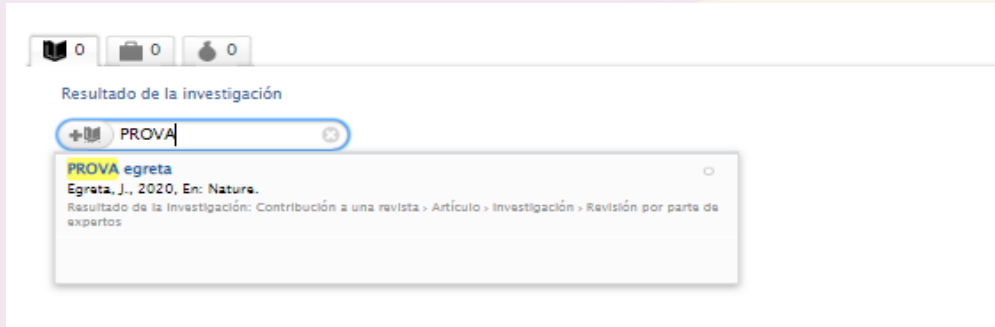 0 0 0
Resultado de la investigación
PROVA
PROVA egreta
Egreta, J., 2020, En: Nature.
Resultado de la investigación: Contribución a una revista › Artículo › Investigación › Revisión por parte de
expertos